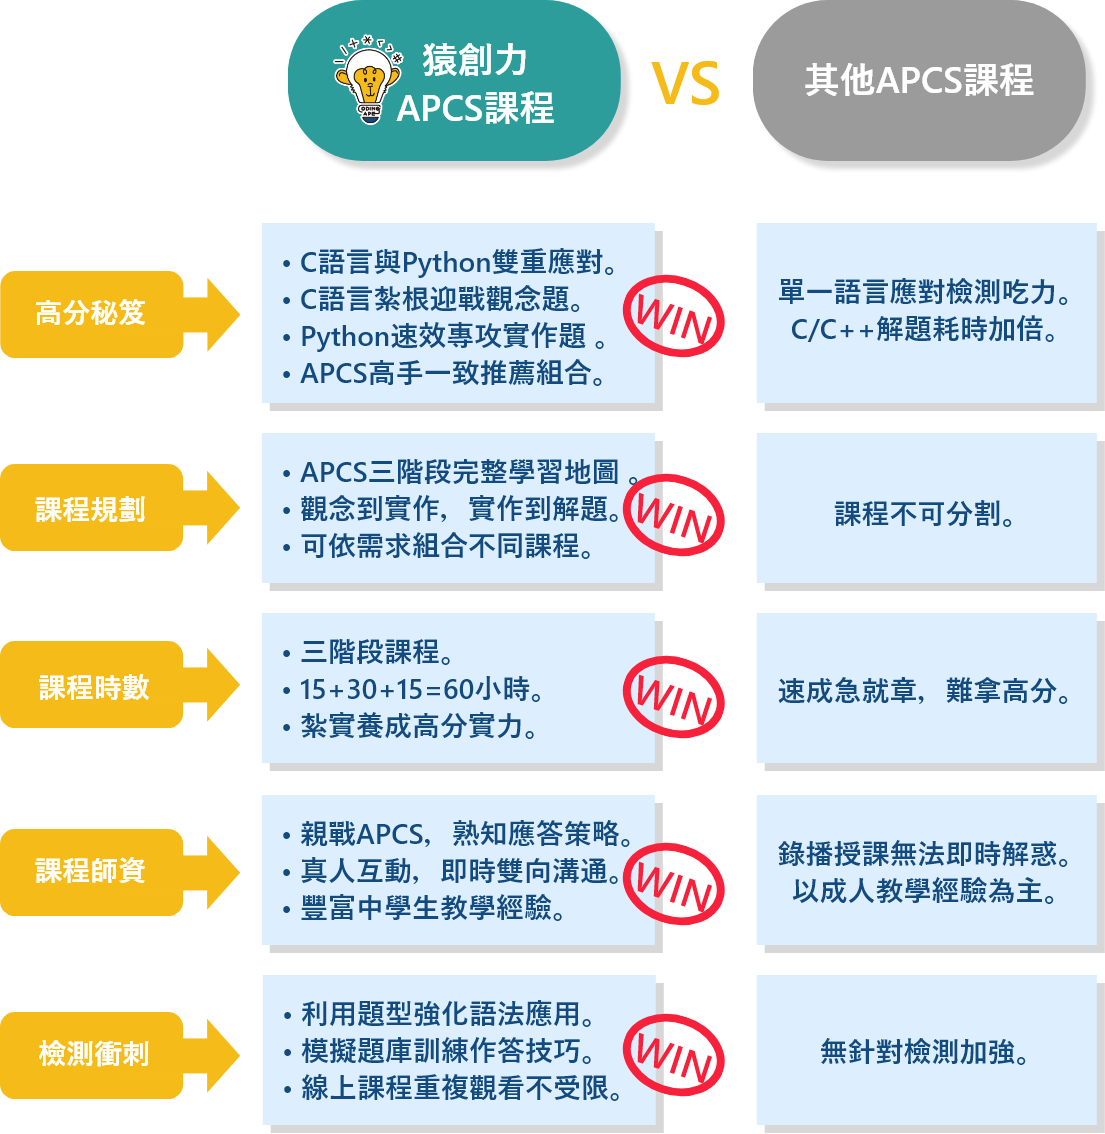 猿創力
APCS課程
CODING
APE
VS
其他APCS課程
高分秘笈
• C語言與Python雙重應對。
• C語言紮根迎戰觀念題。
• Python速效專攻實作題 。
• APCS高手一致推薦組合。
WIN
單一語言應對檢測吃力。
C/C++解題耗時加倍。
課程規劃
• APCS三階段完整學習地圖 。
• 觀念到實作，實作到解題。
• 可依需求組合不同課程。
WIN
課程不可分割。
課程時數
• 三階段課程。
• 15+30+15=60小時。
• 紮實養成高分實力。
WIN
速成急就章，難拿高分。
課程師資
• 親戰APCS，熟知應答策略。
• 真人互動，即時雙向溝通。
• 豐富中學生教學經驗。
WIN
錄播授課無法即時解惑。
以成人教學經驗為主。
檢測衝刺
• 利用題型強化語法應用。
• 模擬題庫訓練作答技巧。
• 線上課程重複觀看不受限。
WIN
無針對檢測加強。